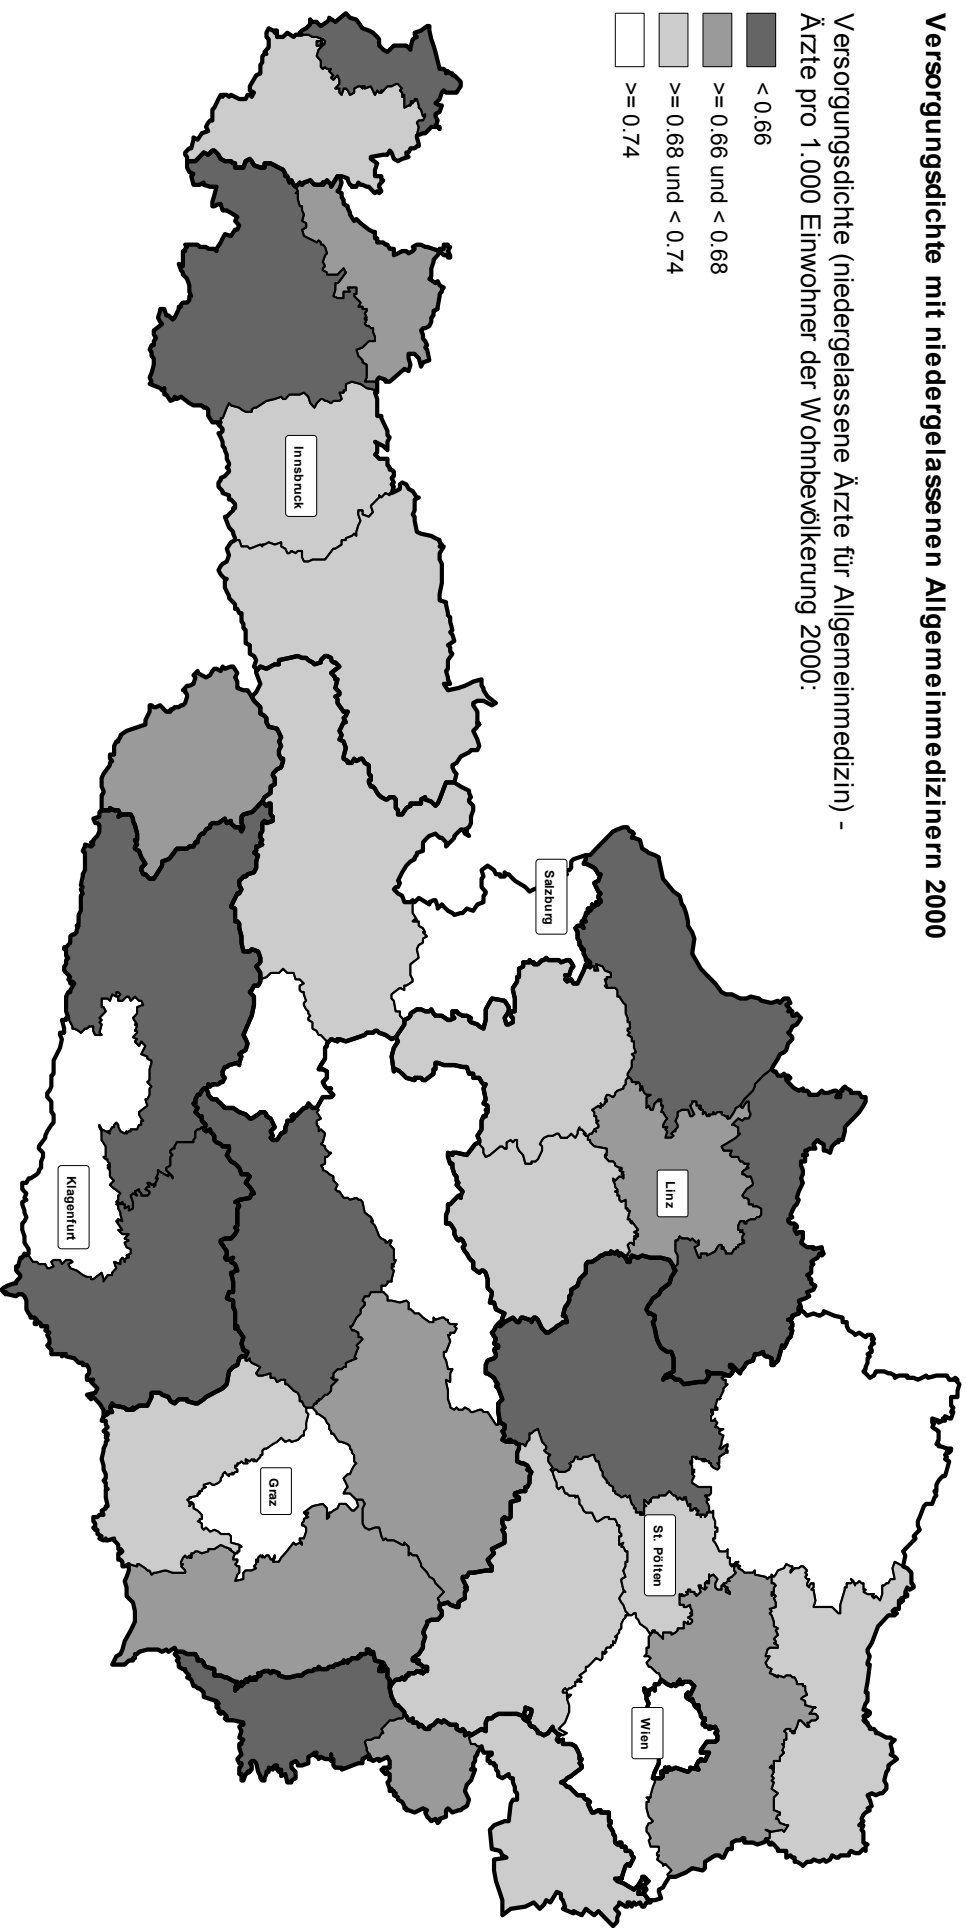 Versorgungsdichte mit niedergelassenen Allgemeinmedizinern 2000
Versorgungsdichte (niedergelassene Ärzte für Allgemeinmedizin) -
Ärzte pro 1.000 Einwohner der Wohnbevölkerung 2000:
< 0.66
>= 0.66 und < 0.68
>= 0.68 und < 0.74
>= 0.74
Linz
St. Pölten
Wien
Salzburg
Innsbruck
Graz
Klagenfurt